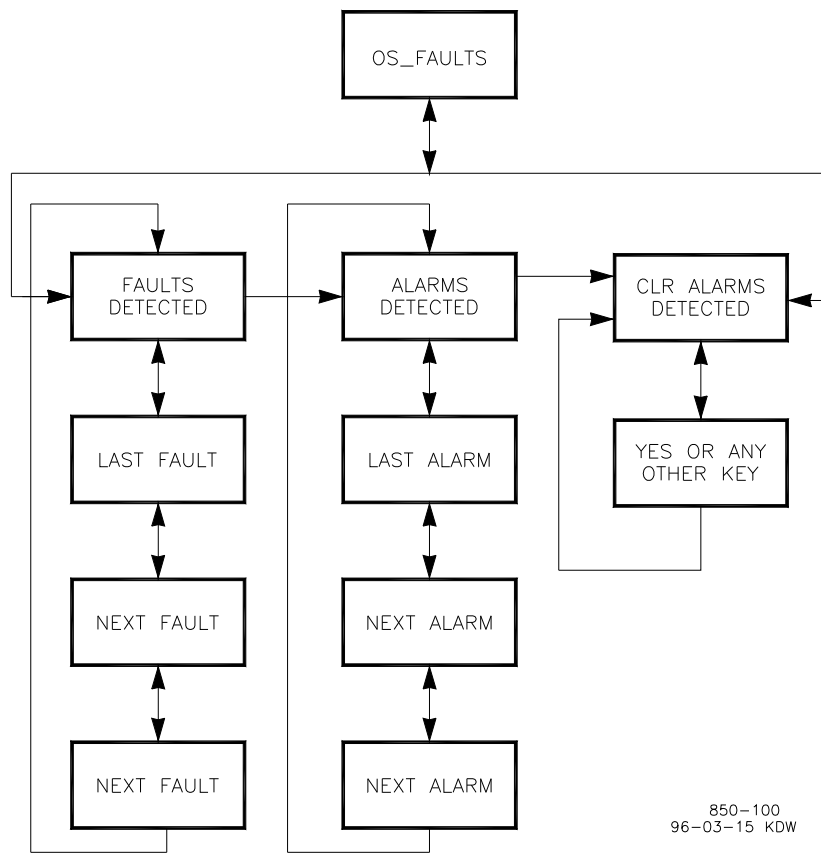 OS_FAULTS
FAULTS
DETECTED
ALARMS
DETECTED
CLR ALARMS
DETECTED
LAST FAULT
LAST ALARM
YES OR ANY
OTHER KEY
NEXT FAULT
NEXT ALARM
NEXT FAULT
NEXT ALARM
850-100
96-03-15 KDW